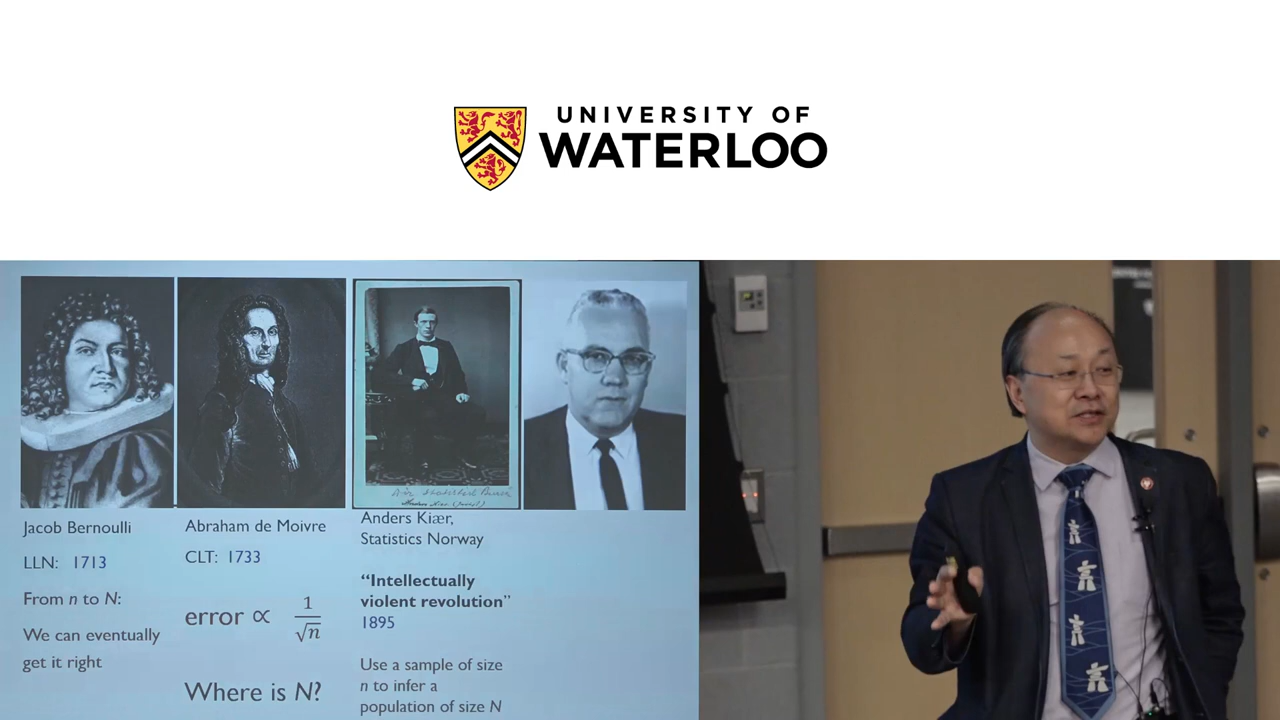 UNIVERSITY OF
WATERLOO
Jacob Bernoulli
LLN: 1713
From n to N:
We can eventually
get it right
Abraham de Moivre
CLT: 1733
error ∝ 1/√n
Where is N?
Anders Kiær,
Statistics Norway
“Intellectually
violent revolution”
1895
Use a sample of size
n to infer a
population of size N